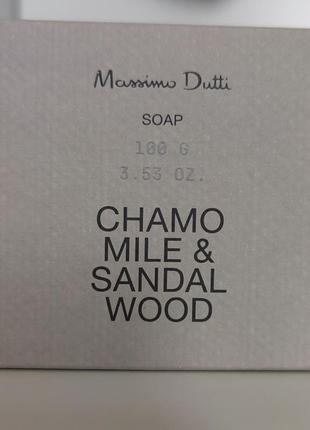 Massimo Dutti
SOAP
100 G
3.53 OZ.
CHAMO
MILE &
SANDAL
WOOD